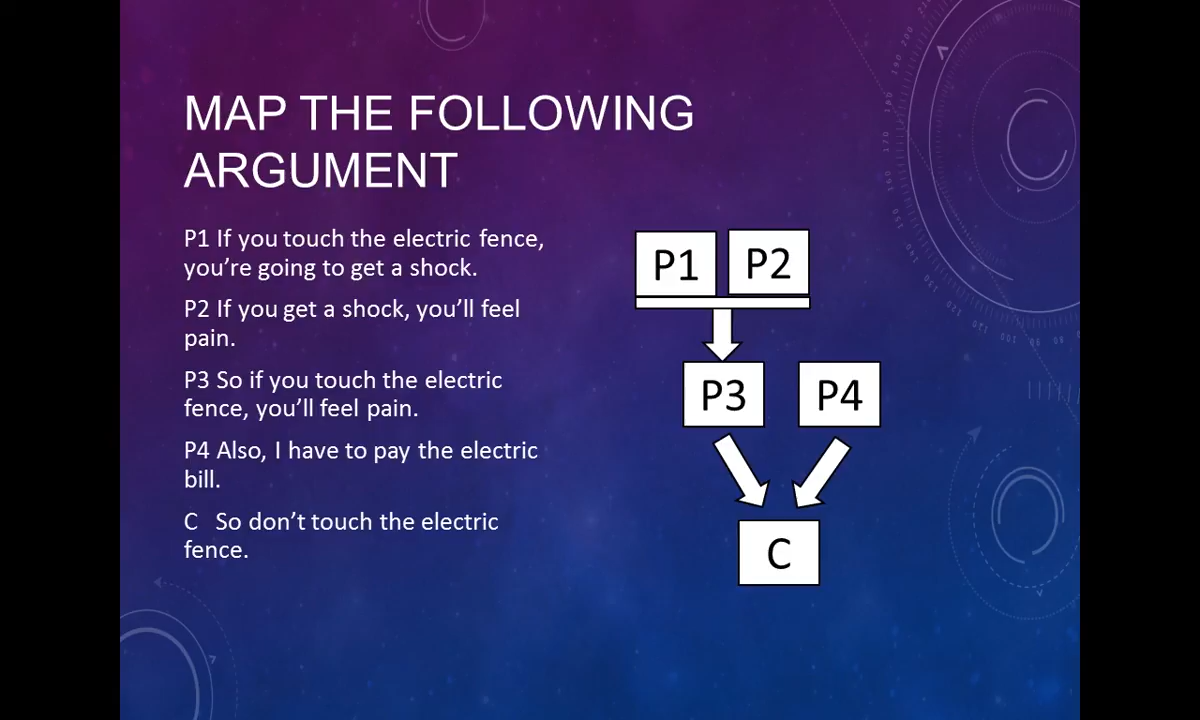 MAP THE FOLLOWING
ARGUMENT
P1 If you touch the electric fence,
you're going to get a shock.
P2 If you get a shock, you'll feel
pain.
P3 So if you touch the electric
fence, you'll feel pain.
P4 Also, I have to pay the electric
bill.
C So don't touch the electric
fence.
P1 P2
P3 P4
C